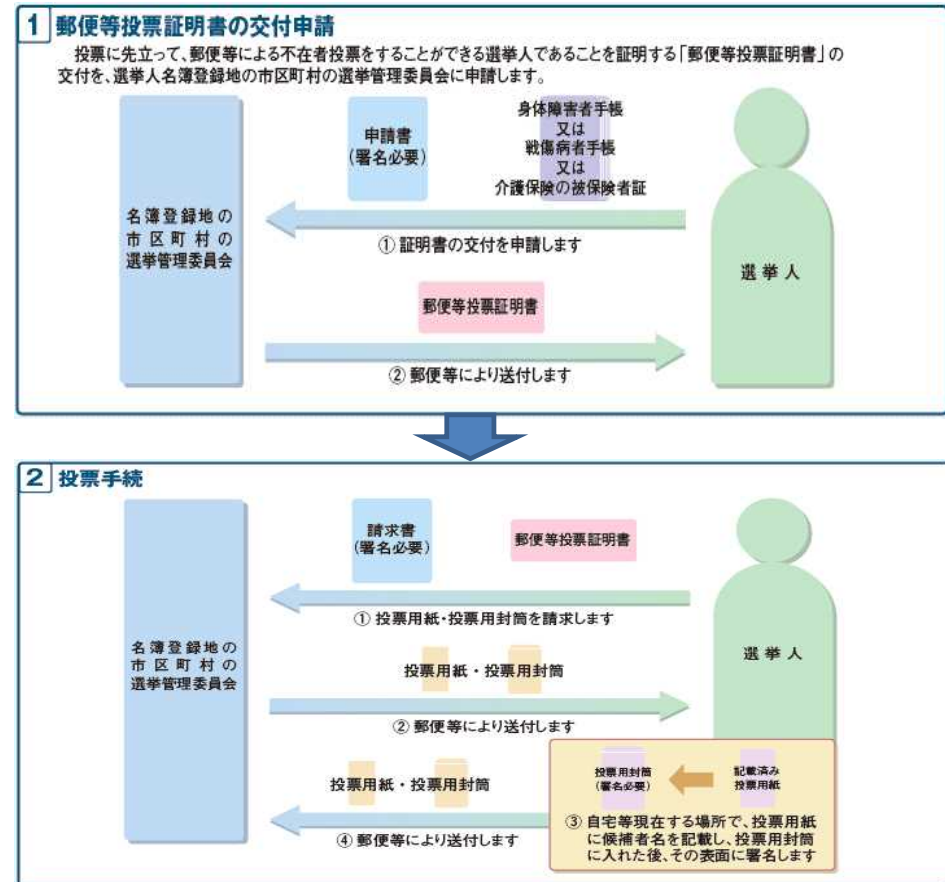 1 郵便等投票証明書の交付申請
投票に先立って、郵便等による不在者投票をすることができる選挙人であることを証明する「郵便等投票証明書」の
交付を、選挙人名簿登録地の市区町村の選挙管理委員会に申請します。
申請書
(署名必要)
身体障害者手帳
又は
戦傷病者手帳
又は
介護保険の被保険者証
名簿登録地の
市区町村の
選挙管理委員会
① 証明書の交付を申請します
選挙人
郵便等投票証明書
② 郵便等により送付します
2 投票手続
請求書
(署名必要)
郵便等投票証明書
① 投票用紙・投票用封筒を請求します
名簿登録地の
市区町村の
選挙管理委員会
選挙人
投票用紙・投票用封筒
② 郵便等により送付します
投票用封筒
(署名必要)
記載済み
投票用紙
③ 自宅等現在する場所で、投票用紙
に候補者名を記載し、投票用封筒
に入れた後、その表面に署名します
投票用紙・投票用封筒
④ 郵便等により送付します